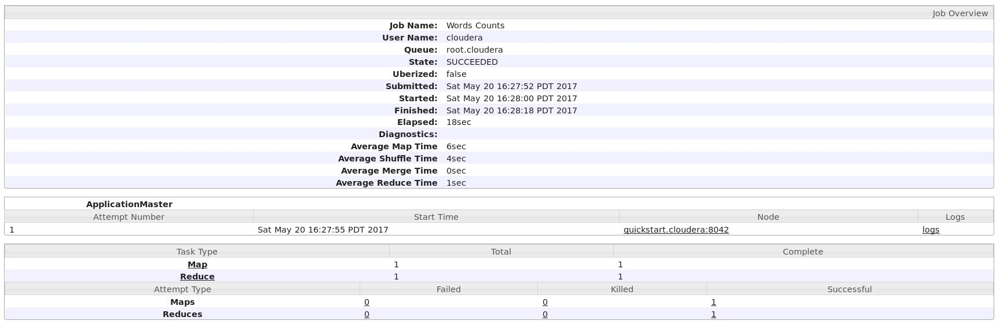 Job Overview
Job Name: Words Counts
User Name: cloudera
Queue: root.cloudera
State: SUCCEEDED
Uberized: false
Submitted: Sat May 20 16:27:52 PDT 2017
Started: Sat May 20 16:28:00 PDT 2017
Finished: Sat May 20 16:28:18 PDT 2017
Elapsed: 18sec
Diagnostics:
Average Map Time 6sec
Average Shuffle Time 4sec
Average Merge Time 0sec
Average Reduce Time 1sec
ApplicationMaster
Attempt Number Start Time Node Logs
1 Sat May 20 16:27:55 PDT 2017 quickstart.cloudera:8042 logs
Task Type Total Complete
Map 1 1
Reduce 1 1
Attempt Type Failed Killed Successful
Maps 0 0 1
Reduces 0 0 1